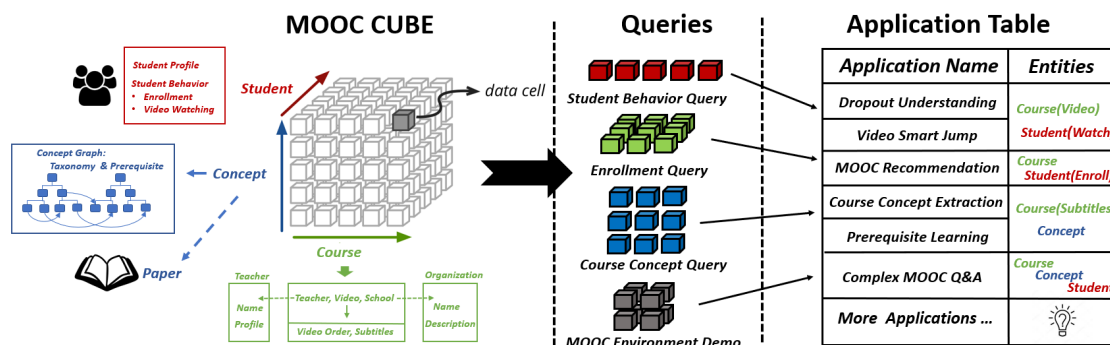 MOOC CUBE
Student Profile
Student Behavior
• Enrollment
• Video Watching
Student
data cell
Concept Graph:
Taxonomy & Prerequisite
Concept
Paper
Course
Teacher
Name
Profile
Teacher, Video, School
Video Order, Subtitles
Organization
Name
Description
Queries
Student Behavior Query
Enrollment Query
Course Concept Query
MOOC Environment Demo
Application Table
Application Name
Entities
Dropout Understanding
Video Smart Jump
Course(Video)
Student(Watch
MOOC Recommendation
Course
Student(Enroll)
Course Concept Extraction
Prerequisite Learning
Course(Subtitles
Concept
Complex MOOC Q&A
Course
Concept
Student
More Applications ...